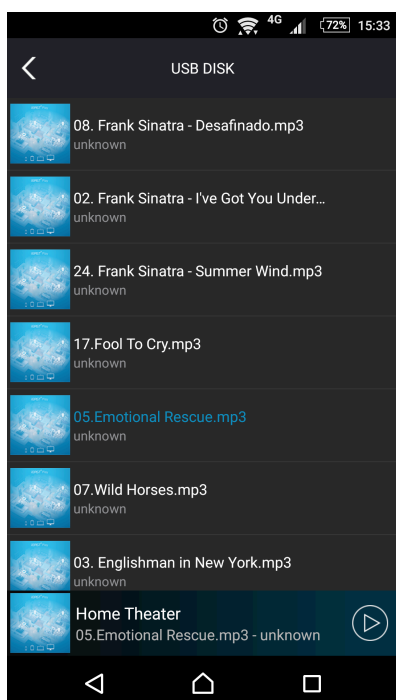 4G 72% 15:33
USB DISK
08. Frank Sinatra - Desafinado.mp3
unknown
02. Frank Sinatra - I've Got You Under...
unknown
24. Frank Sinatra - Summer Wind.mp3
unknown
17.Fool To Cry.mp3
unknown
05.Emotional Rescue.mp3
unknown
07.Wild Horses.mp3
unknown
03. Englishman in New York.mp3
unknown
Home Theater
05.Emotional Rescue.mp3 - unknown